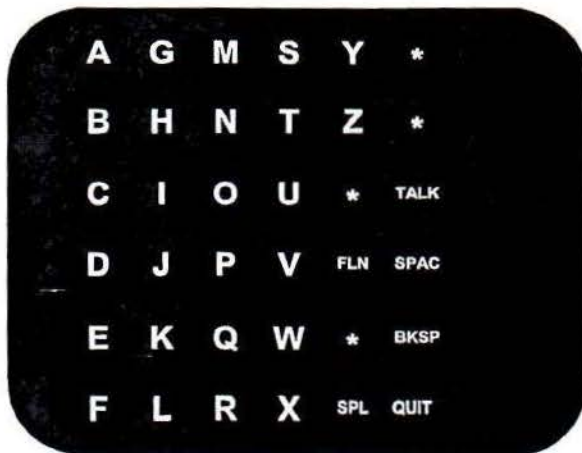 A G M S Y *
B H N T Z *
C I O U * TALK
D J P V FLN SPAC
E K Q W * BKSP
F L R X SPL QUIT